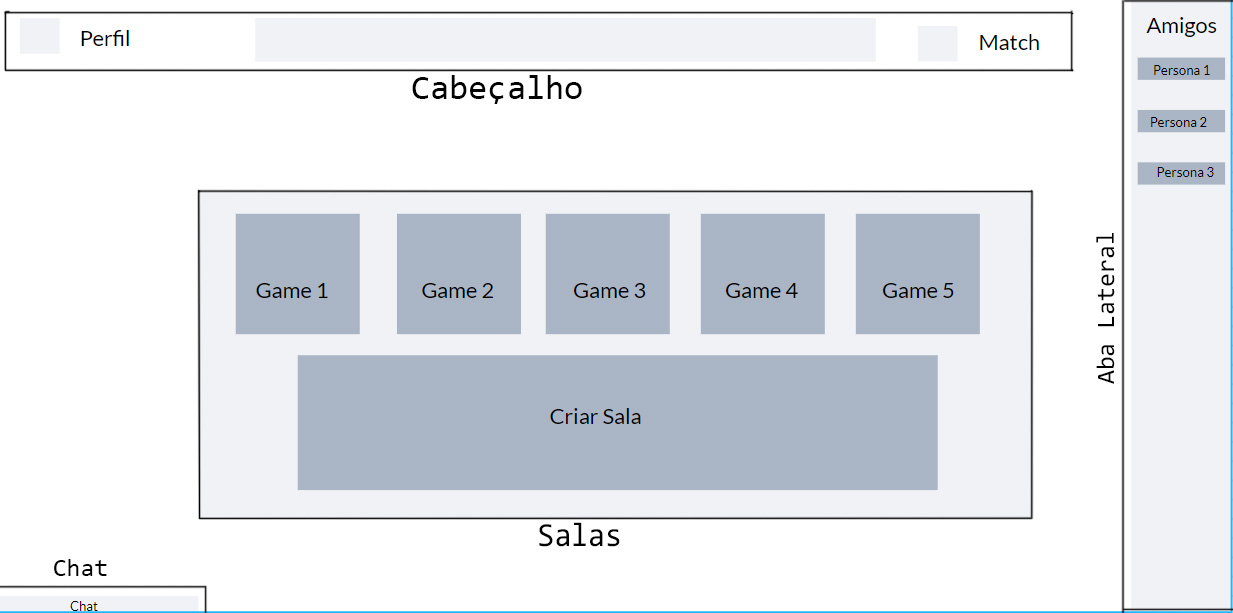 Perfil
Match
Cabeçalho
Amigos
Persona 1
Persona 2
Persona 3
Aba Lateral
Game 1
Game 2
Game 3
Game 4
Game 5
Criar Sala
Salas
Chat
Chat